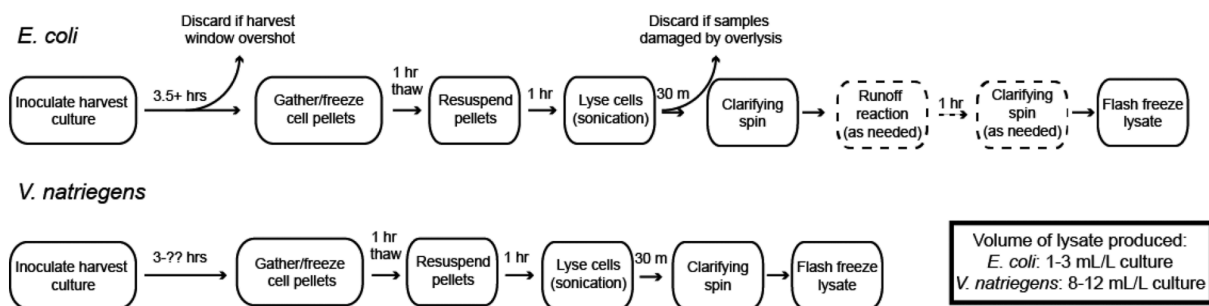 E. coli
Discard if harvest
window overshot
Discard if samples
damaged by overlysis
Inoculate harvest
culture
3.5+ hrs
Gather/freeze
cell pellets
1 hr
thaw
Resuspend
pellets
1 hr
Lyse cells
(sonication)
30 m
Clarifying
spin
Runoff
reaction
(as needed)
1 hr
Clarifying
spin
(as needed)
Flash freeze
lysate
V. natriegens
Inoculate harvest
culture
3-?? hrs
Gather/freeze
cell pellets
1 hr
thaw
Resuspend
pellets
1 hr
Lyse cells
(sonication)
30 m
Clarifying
spin
Flash freeze
lysate
Volume of lysate produced:
E. coli: 1-3 mL/L culture
V. natriegens: 8-12 mL/L culture